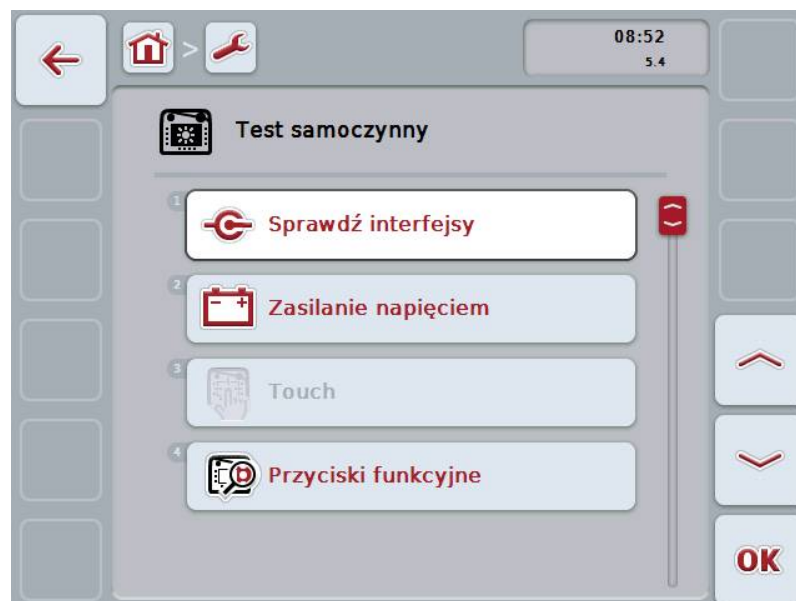 08:52
>
5.4
Test samoczynny
1
Sprawdź interfejsy
2
Zasilanie napięciem
3
Touch
4
Przyciski funkcyjne
OK